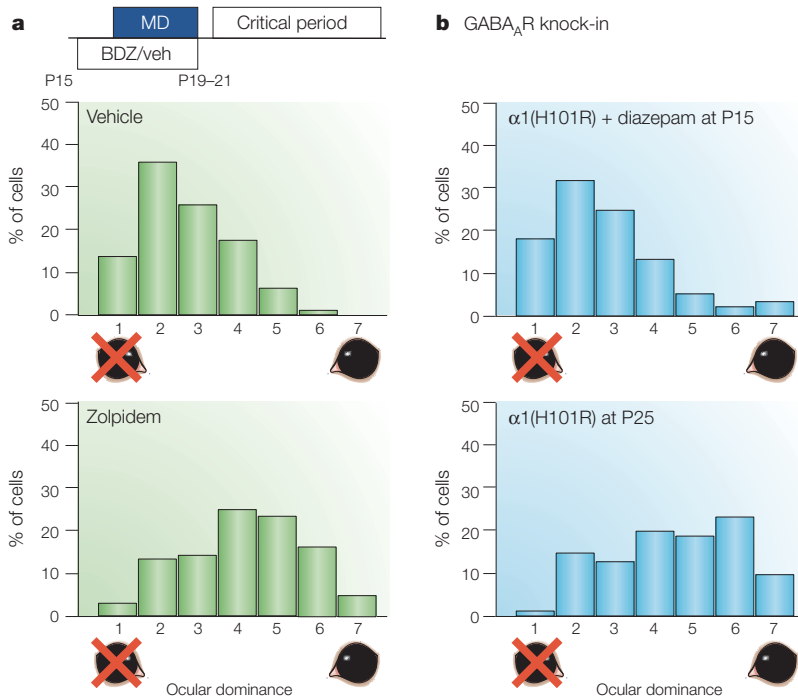 a
MD
Critical period
BDZ/veh
P15
P19–21
50
40
30
20
10
0
% of cells
Vehicle
1 2 3 4 5 6 7
50
40
30
20
10
0
% of cells
Zolpidem
1 2 3 4 5 6 7
Ocular dominance
b GABAAR knock-in
50
40
30
20
10
0
% of cells
α1(H101R) + diazepam at P15
1 2 3 4 5 6 7
50
40
30
20
10
0
% of cells
α1(H101R) at P25
1 2 3 4 5 6 7
Ocular dominance